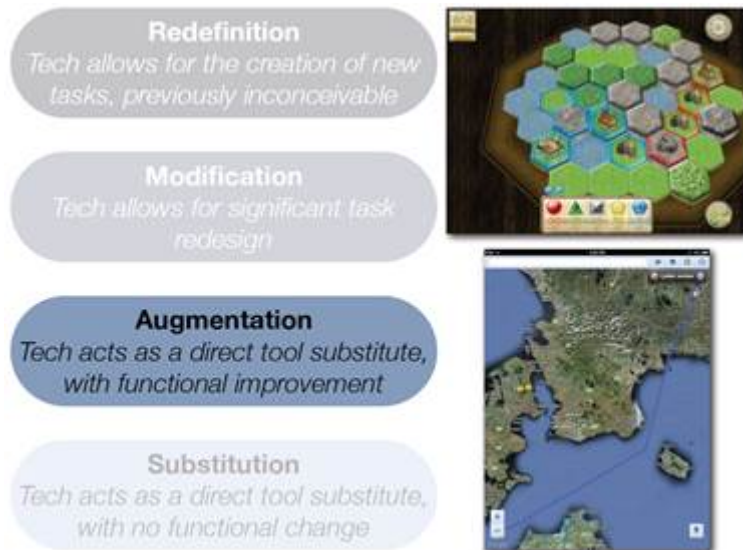 Redefinition
Tech allows for the creation of new
tasks, previously inconceivable
Modification
Tech allows for significant task
redesign
Augmentation
Tech acts as a direct tool substitute,
with functional improvement
Substitution
Tech acts as a direct tool substitute,
with no functional change